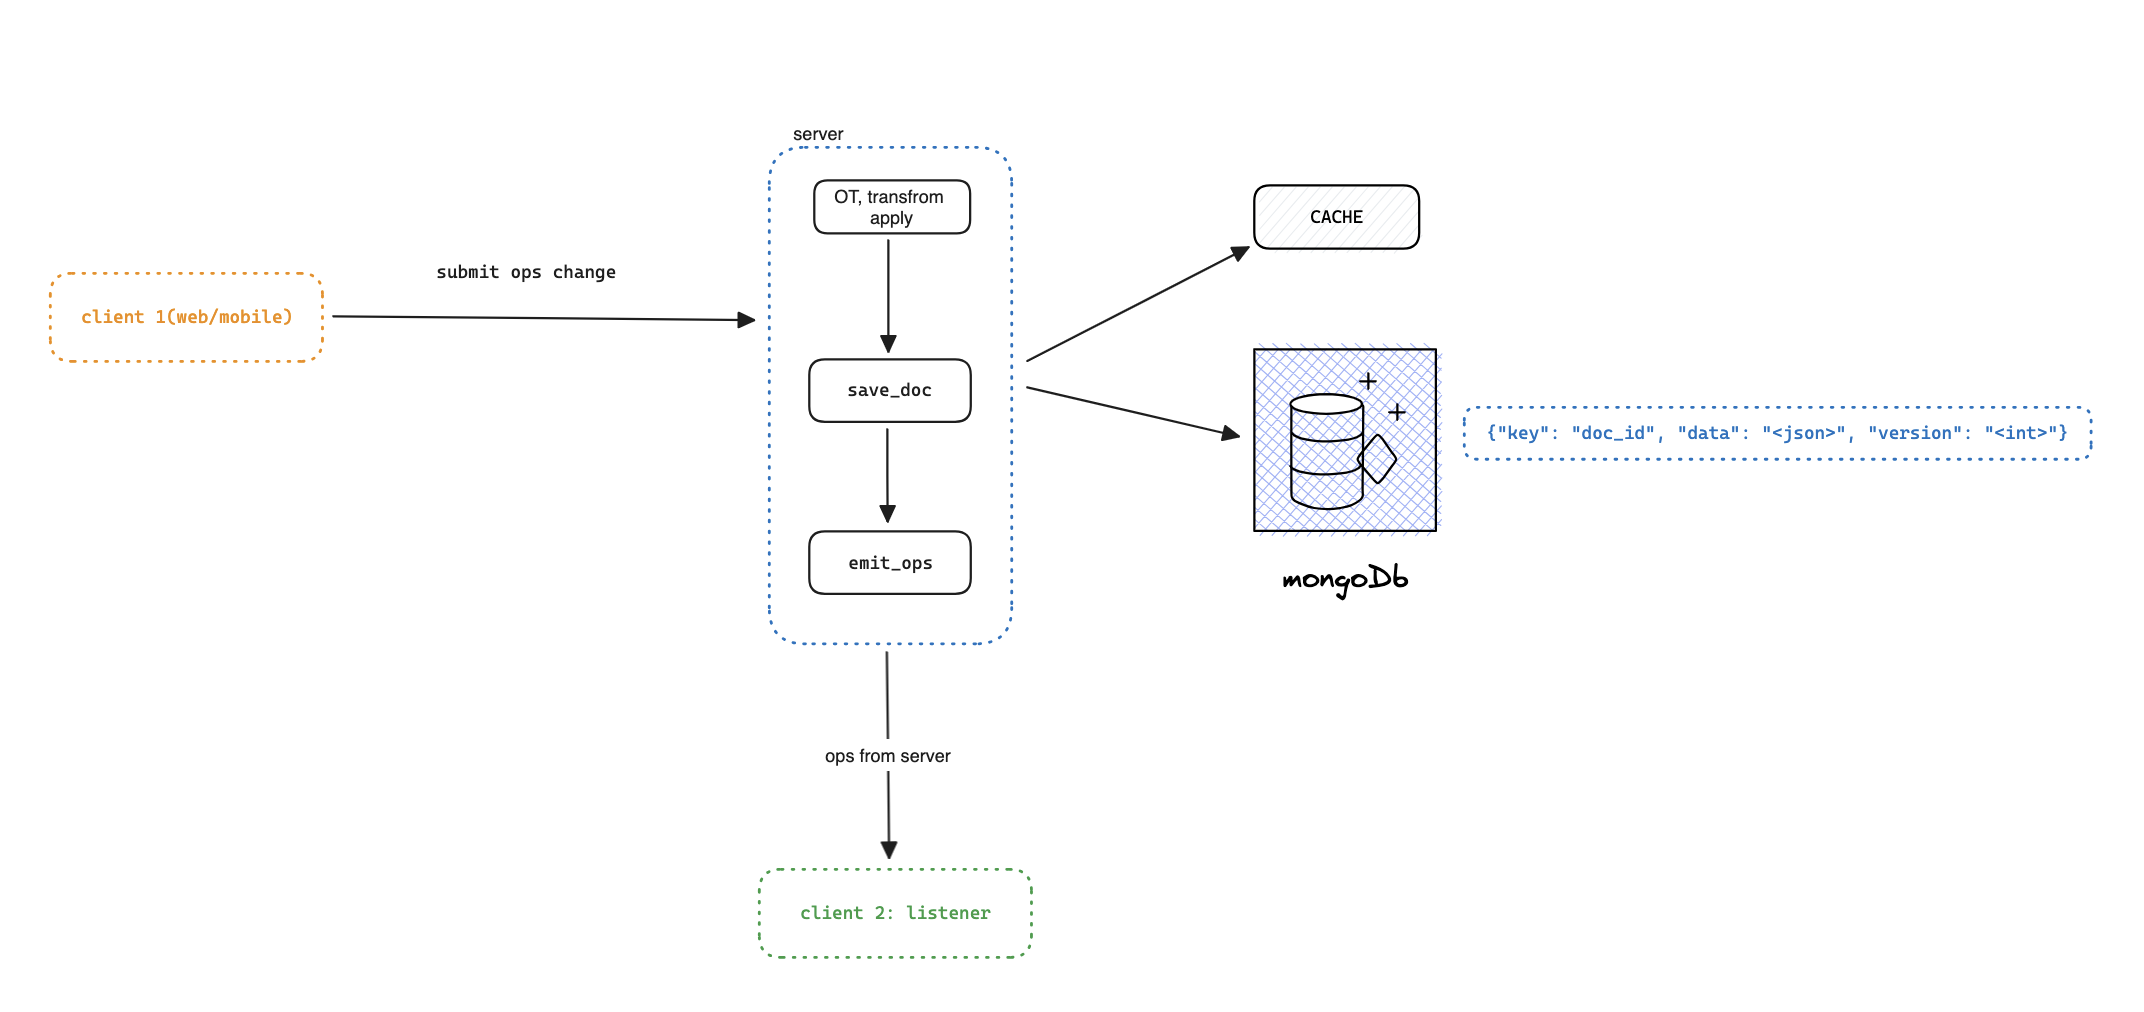 server
OT, transfrom
apply
CACHE
submit ops change
client 1(web/mobile)
save_doc
{"key": "doc_id", "data": "<json>", "version": "<int>"}
emit_ops
mongoDb
ops from server
client 2: listener